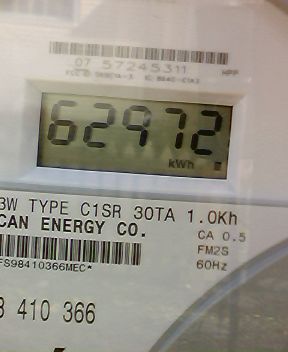 07 57245311
HPP
62972
kWh
3W TYPE C1SR 30TA 1.0Kh
CAN ENERGY CO.
CA 0.5
FM2S
60Hz
FS98410366MEC*
8 410 366